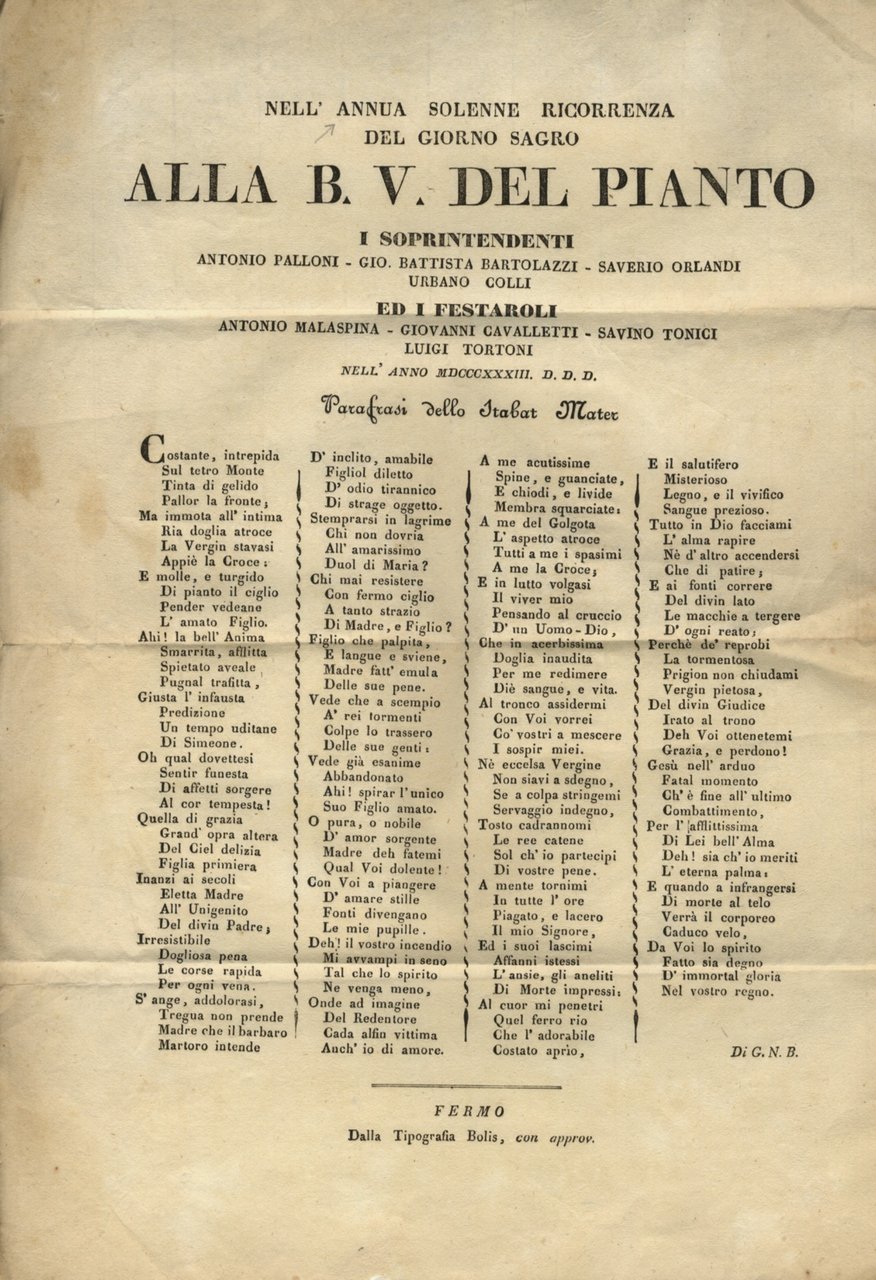 NELL' ANNUA SOLENNE RICORRENZA
DEL GIORNO SAGRO
ALLA B. V. DEL PIANTO
I SOPRINTENDENTI
ANTONIO PALLONI - GIO. BATTISTA BARTOLAZZI - SAVERIO ORLANDI
URBANO COLLI
ED I FESTAROLI
ANTONIO MALASPINA - GIOVANNI CAVALLETTI - SAVINO TONICI
LUIGI TORTONI
NELL' ANNO MDCCCXXXIII. D. D. D.
Parafrasi dello Stabat Mater
Costante, intrepida
Sul tetro Monte
Tinta di gelido
Pallor la fronte;
Ma immota all' intima
Ria doglia atroce
La Vergin stavasi
Appiè la Croce:
E molle, e turgido
Di pianto il ciglio
Pender vedeane
L' amato Figlio.
Ahi! la bell' Anima
Smarrita, afflitta
Spietato aveale
Pugnal trafitta,
Giusta l' infausta
Predizione
Un tempo uditane
Di Simeone.
Oh qual dovettesi
Sentir funesta
Di affetti sorgere
Al cor tempesta!
Quella di grazia
Grand' opra altera
Del Ciel delizia
Figlia primiera
Inanzi ai secoli
Eletta Madre
All' Unigenito
Del divin Padre;
Irresistibile
Dogliosa pena
Le corse rapida
Per ogni vena.
S' ange, addolorasi,
Tregua non prende
Madre che il barbaro
Martoro intende
D' inclito, amabile
Figliol diletto
D' odio tirannico
Di strage oggetto.
Stemprarsi in lagrime
Chi non dovria
All' amarissimo
Duol di Maria?
Chi mai resistere
Con fermo ciglio
A tanto strazio
Di Madre, e Figlio?
Figlio che palpita,
E langue e sviene,
Madre fatt' emula
Delle sue pene.
Vede che a scempio
A' rei tormenti
Colpe lo trassero
Delle sue genti:
Vede già esanime
Abbandonato
Ahi! spirar l' unico
Suo Figlio amato.
O pura, o nobile
D' amor sorgente
Madre deh fatemi
Qual Voi dolente!
Con Voi a piangere
D' amare stille
Fonti divengano
Le mie pupille.
Deh! il vostro incendio
Mi avvampi in seno
Tal che lo spirito
Ne venga meno,
Onde ad imagine
Del Redentore
Cada alfin vittima
Anch' io di amore.
A me acutissime
Spine, e guanciate,
E chiodi, e livide
Membra squarciate:
A me del Golgota
L' aspetto atroce
Tutti a me i spasimi
A me la Croce;
E in lutto volgasi
Il viver mio
Pensando al cruccio
D' un Uomo-Dio,
Che in acerbissima
Doglia inaudita
Per me redimere
Diè sangue, e vita.
Al tronco assidermi
Con Voi vorrei
Co' vostri a mescere
I sospir miei.
Nè eccelsa Vergine
Non siavi a sdegno,
Se a colpa stringemi
Servaggio indegno,
Tosto cadrannomi
Le ree catene
Sol ch' io partecipi
Di vostre pene.
A mente tornimi
In tutte l' ore
Piagato, e lacero
Il mio Signore,
Ed i suoi lascimi
Affanni istessi
L' ansie, gli aneliti
Di Morte impressi:
Al cuor mi penetri
Quel ferro rio
Che l' adorabile
Costato aprio,
E il salutifero
Misterioso
Legno, e il vivifico
Sangue prezioso.
Tutto in Dio facciami
L' alma rapire
Nè d' altro accendersi
Che di patire;
E ai fonti correre
Del divin lato
Le macchie a tergere
D' ogni reato;
Perchè de' reprobi
La tormentosa
Prigion non chiudami
Vergin pietosa,
Del divin Giudice
Irato al trono
Deh Voi ottenetemi
Grazia, e perdono!
Gesù nell' arduo
Fatal momento
Ch' è fine all' ultimo
Combattimento,
Per l' afflittissima
Di Lei bell' Alma
Deh! sia ch' io meriti
L' eterna palma:
E quando a infrangersi
Di morte al telo
Verrà il corporeo
Caduco velo,
Da Voi lo spirito
Fatto sia degno
D' immortal gloria
Nel vostro regno.
Di G. N. B.
FERMO
Dalla Tipografia Bolis, con approv.